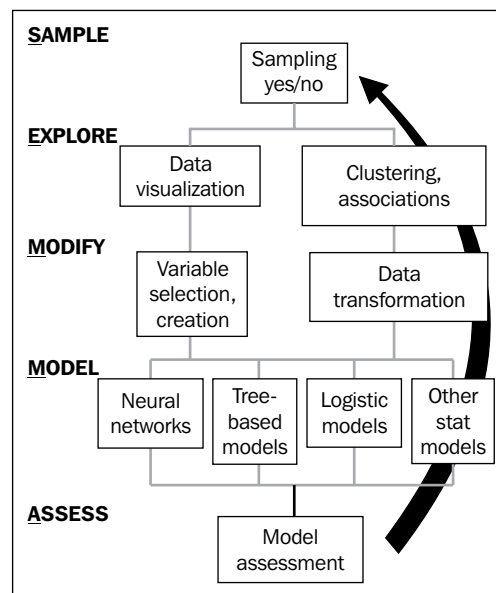 SAMPLE
Sampling
yes/no
EXPLORE
Data
visualization
Clustering,
associations
MODIFY
Variable
selection,
creation
Data
transformation
MODEL
Neural
networks
Tree-
based
models
Logistic
models
Other
stat
models
ASSESS
Model
assessment